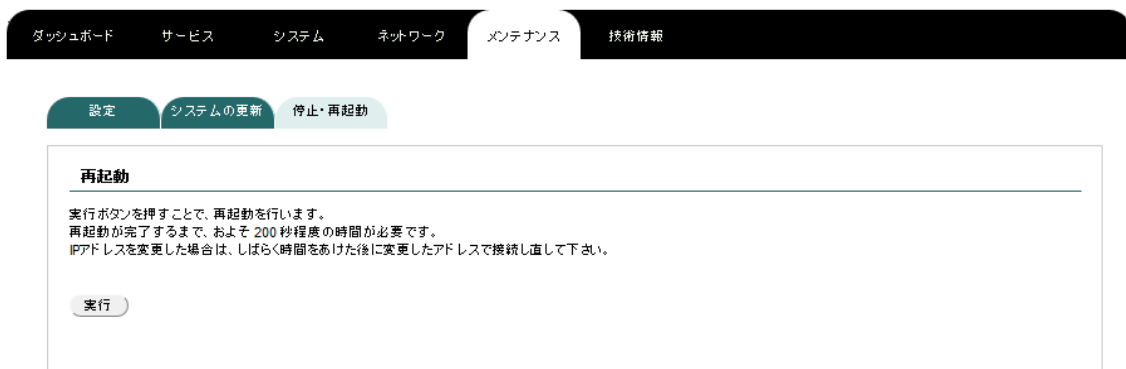 ダッシュボード サービス システム ネットワーク メンテナンス 技術情報
設定 システムの更新 停止・再起動
再起動
実行ボタンを押すことで、再起動を行います。
再起動が完了するまで、およそ 200 秒程度の時間が必要です。
IPアドレスを変更した場合は、しばらく時間をあけた後に変更したアドレスで接続し直して下さい。
実行